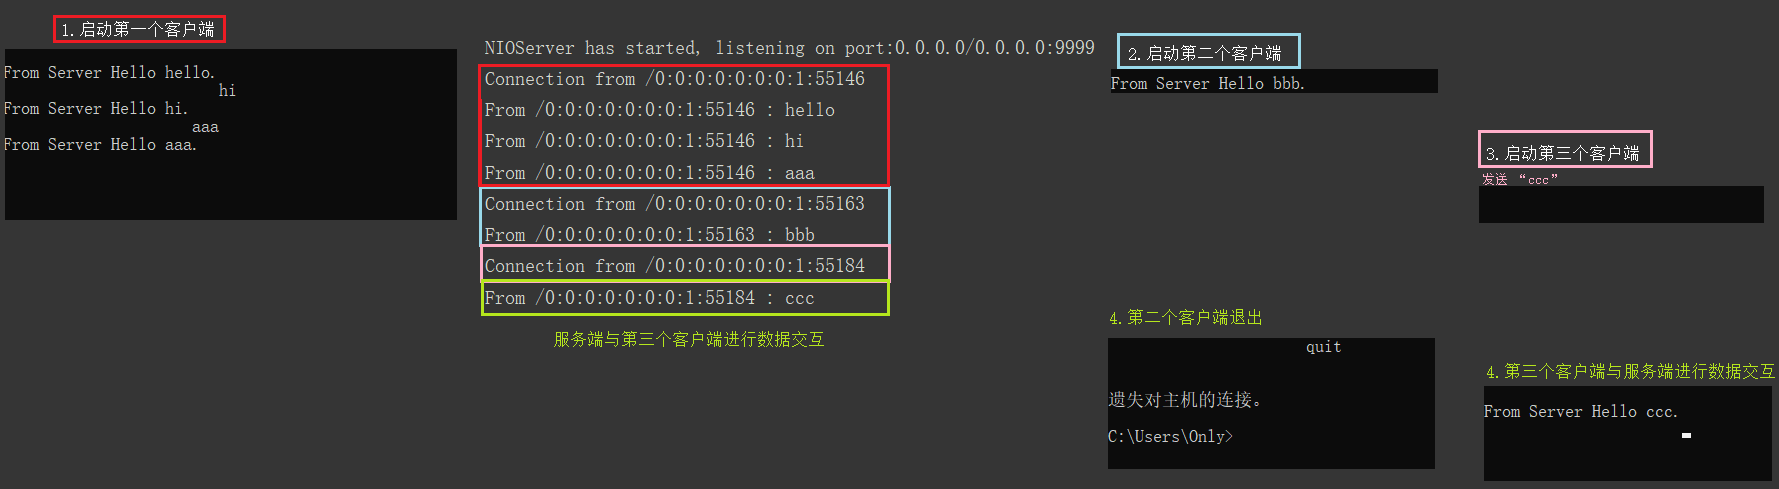 1.启动第一个客户端
From Server Hello hello.
hi
From Server Hello hi.
aaa
From Server Hello aaa.
NIOServer has started, listening on port:0.0.0.0/0.0.0.0:9999
Connection from /0:0:0:0:0:0:0:1:55146
From /0:0:0:0:0:0:0:1:55146 : hello
From /0:0:0:0:0:0:0:1:55146 : hi
From /0:0:0:0:0:0:0:1:55146 : aaa
Connection from /0:0:0:0:0:0:0:1:55163
From /0:0:0:0:0:0:0:1:55163 : bbb
Connection from /0:0:0:0:0:0:0:1:55184
From /0:0:0:0:0:0:0:1:55184 : ccc
服务端与第三个客户端进行数据交互
2.启动第二个客户端
From Server Hello bbb.
3.启动第三个客户端
发送 “ccc”
4.第二个客户端退出
quit
遗失对主机的连接。
C:\Users\Only>
4.第三个客户端与服务端进行数据交互
From Server Hello ccc.